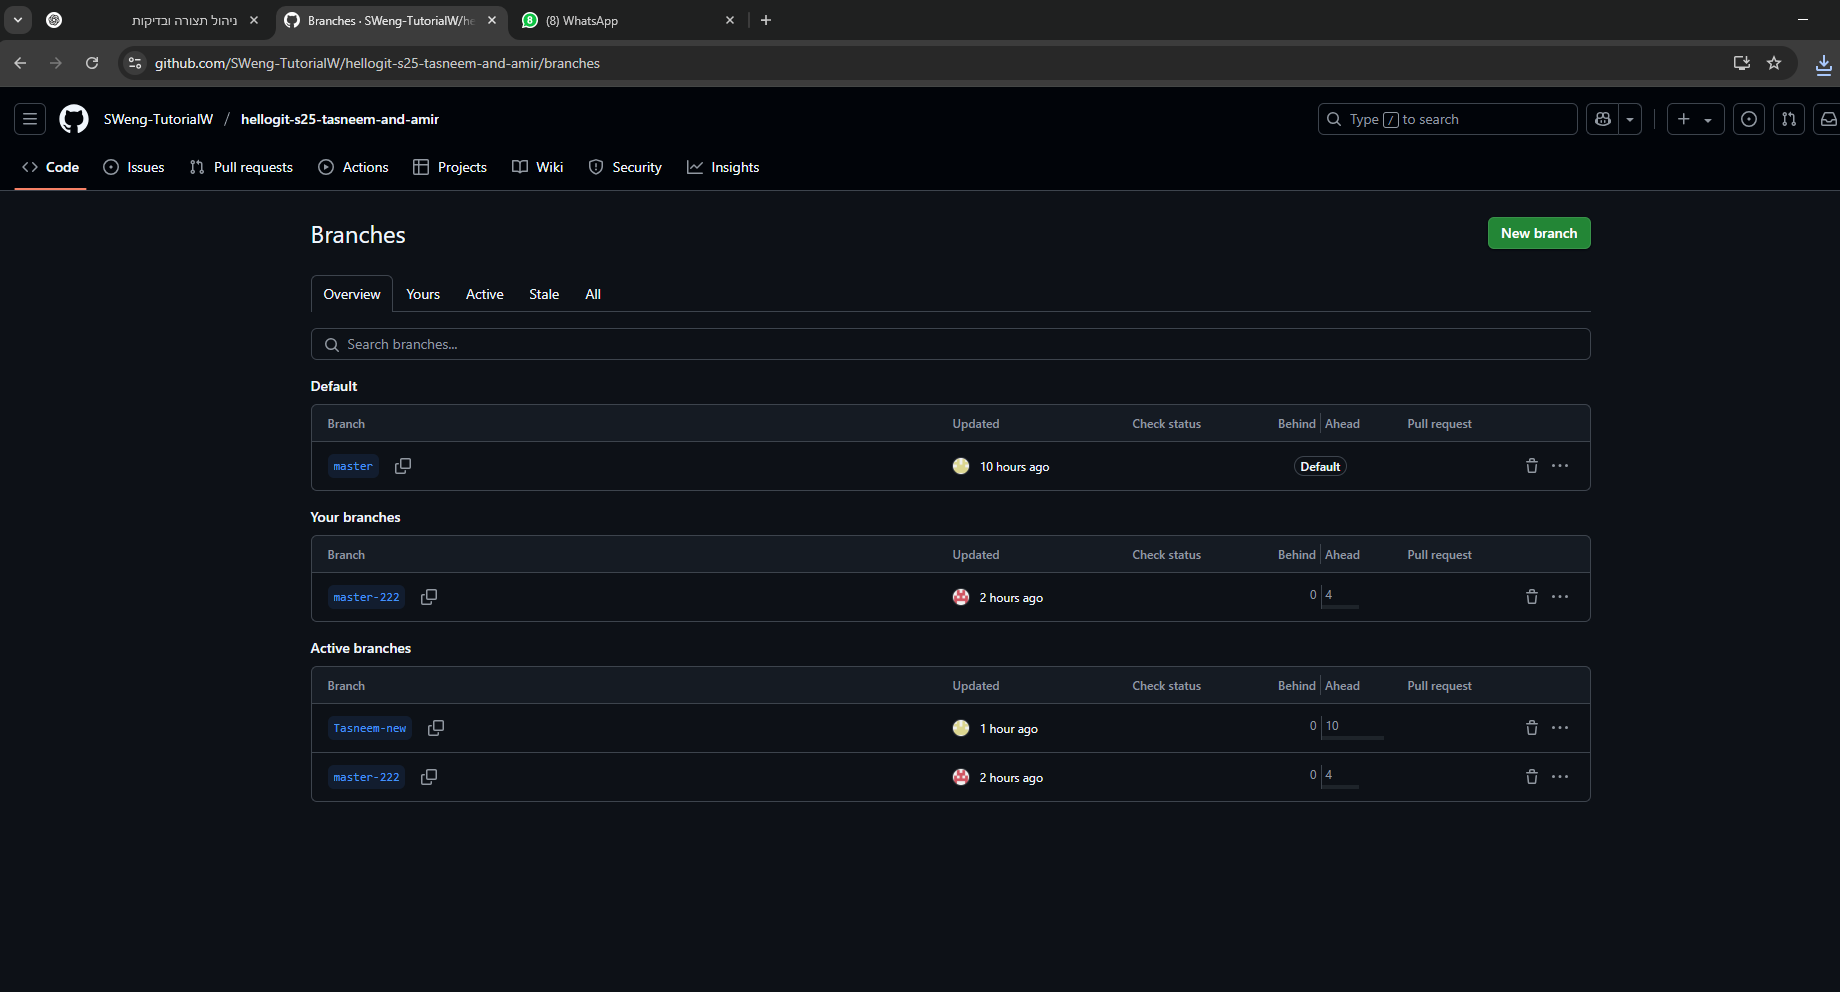 ניהול תצורה ובדיקות
Branches · SWeng-TutorialW/he
8 (8) WhatsApp
github.com/SWeng-TutorialW/hellogit-s25-tasneem-and-amir/branches
SWeng-TutorialW / hellogit-s25-tasneem-and-amir
Type / to search
Code Issues Pull requests Actions Projects Wiki Security Insights
Branches
New branch
Overview Yours Active Stale All
Search branches...
Default
Branch Updated Check status Behind Ahead Pull request
master 10 hours ago Default
Your branches
Branch Updated Check status Behind Ahead Pull request
master-222 2 hours ago 0 4
Active branches
Branch Updated Check status Behind Ahead Pull request
Tasneem-new 1 hour ago 0 10
master-222 2 hours ago 0 4